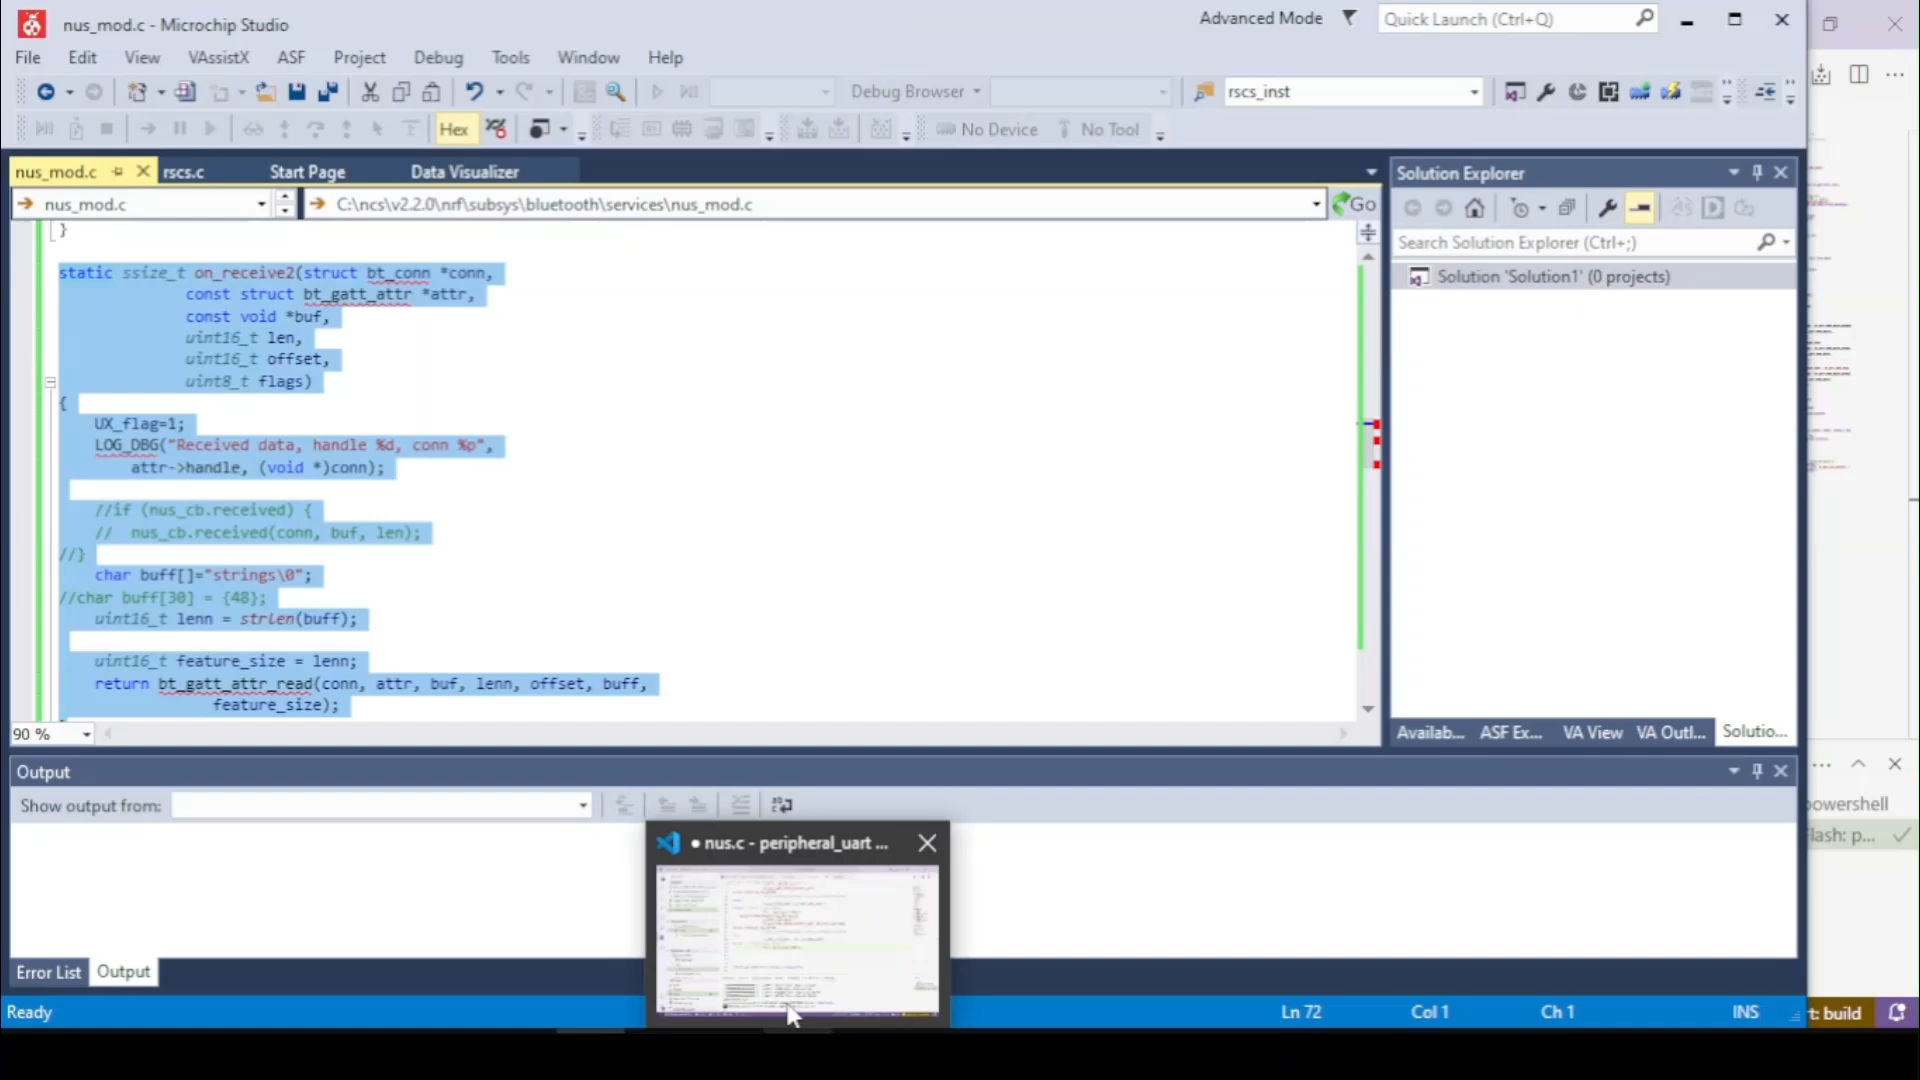 nus_mod.c - Microchip Studio
Advanced Mode
Quick Launch (Ctrl+Q)
File Edit View VAssistX ASF Project Debug Tools Window Help
Debug Browser
rscs_inst
Hex
No Device
No Tool
nus_mod.c
rscs.c
Start Page
Data Visualizer
nus_mod.c
C:\ncs\v2.2.0\nrf\subsys\bluetooth\services\nus_mod.c
Go
}
static ssize_t on_receive2(struct bt_conn *conn,
const struct bt_gatt_attr *attr,
const void *buf,
uint16_t len,
uint16_t offset,
uint8_t flags)
{
UX_flag=1;
LOG_DBG("Received data, handle %d, conn %p",
attr->handle, (void *)conn);
//if (nus_cb.received) {
// nus_cb.received(conn, buf, len);
//}
char buff[]="strings\0";
//char buff[30] = {48};
uint16_t lenn = strlen(buff);
uint16_t feature_size = lenn;
return bt_gatt_attr_read(conn, attr, buf, lenn, offset, buff,
feature_size);
90 %
Solution Explorer
Search Solution Explorer (Ctrl+;)
Solution 'Solution1' (0 projects)
Availab... ASF Ex... VA View VA Outl... Solutio...
Output
Show output from:
● nus.c - peripheral_uart ...
Error List
Output
Ready
Ln 72
Col 1
Ch 1
INS
powershell
Flash: p...
t: build